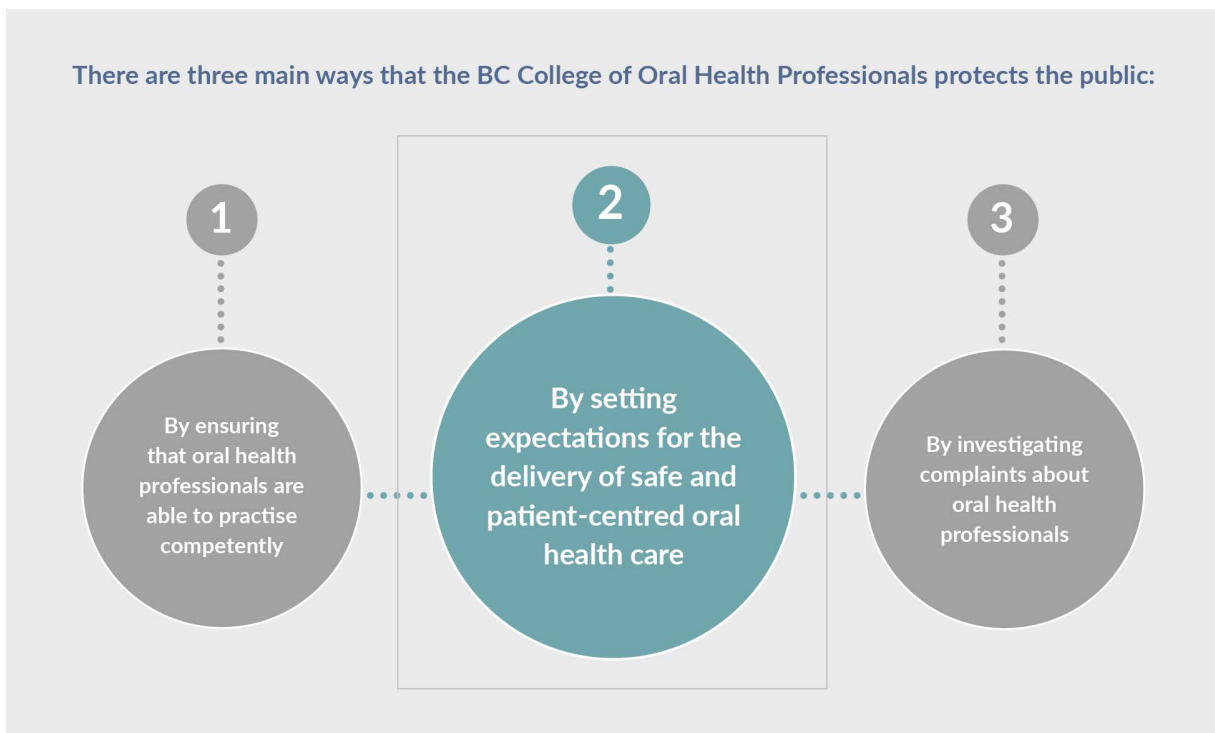 There are three main ways that the BC College of Oral Health Professionals protects the public:
1
By ensuring
that oral health
professionals are
able to practise
competently
2
By setting
expectations for the
delivery of safe and
patient-centred oral
health care
3
By investigating
complaints about
oral health
professionals